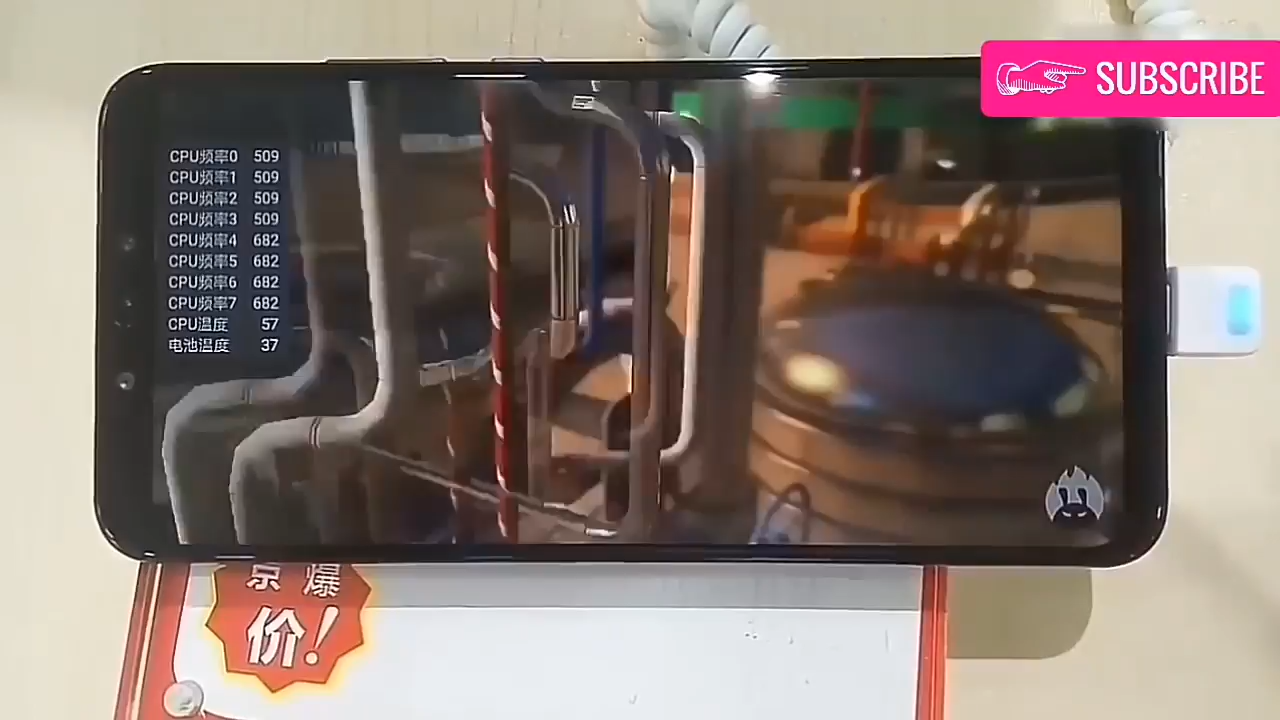 SUBSCRIBE
CPU频率0 509
CPU频率1 509
CPU频率2 509
CPU频率3 509
CPU频率4 682
CPU频率5 682
CPU频率6 682
CPU频率7 682
CPU温度 57
电池温度 37
京 爆
价!